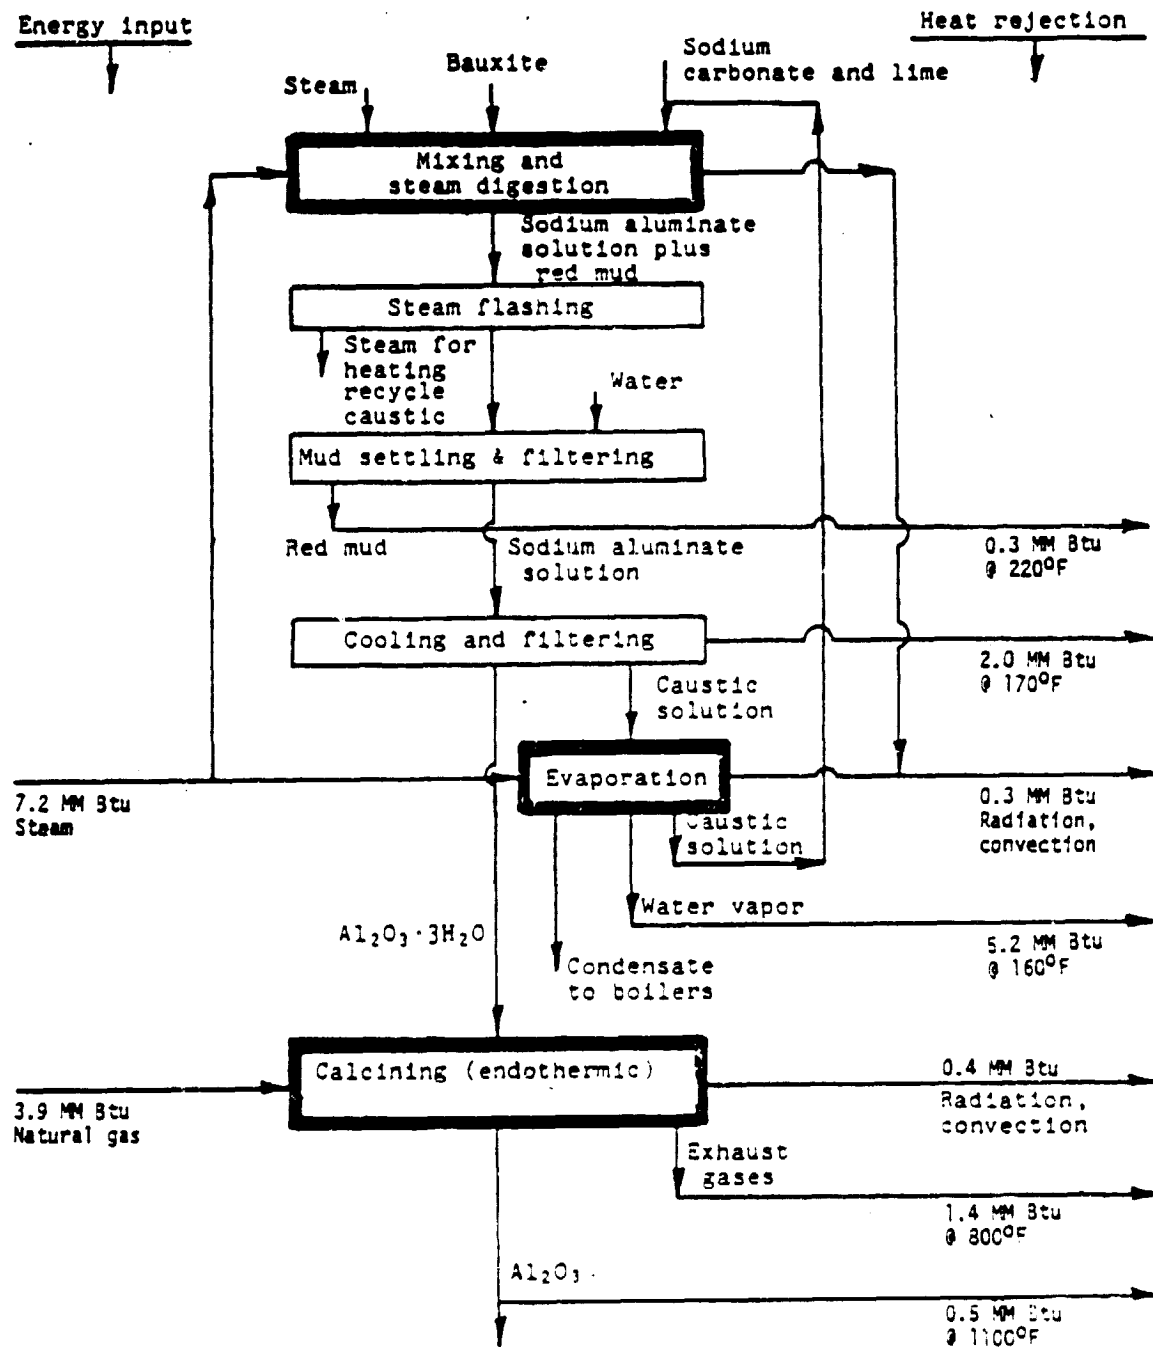 Energy input
Heat rejection
Sodium
carbonate and lime
Bauxite
Steam
Mixing and
steam digestion
Sodium aluminate
solution plus
red mud
Steam flashing
Steam for
heating
recycle
caustic
Water
Mud settling & filtering
Red mud
Sodium aluminate
solution
0.3 MM Btu
@ 220°F
Cooling and filtering
2.0 MM Btu
@ 170°F
Caustic
solution
Evaporation
7.2 MM Btu
Steam
0.3 MM Btu
Radiation,
convection
Caustic
solution
Water vapor
Al₂O₃·3H₂O
5.2 MM Btu
@ 160°F
Condensate
to boilers
Calcining (endothermic)
3.9 MM Btu
Natural gas
0.4 MM Btu
Radiation,
convection
Exhaust
gases
1.4 MM Btu
@ 800°F
Al₂O₃
0.5 MM Btu
@ 1100°F